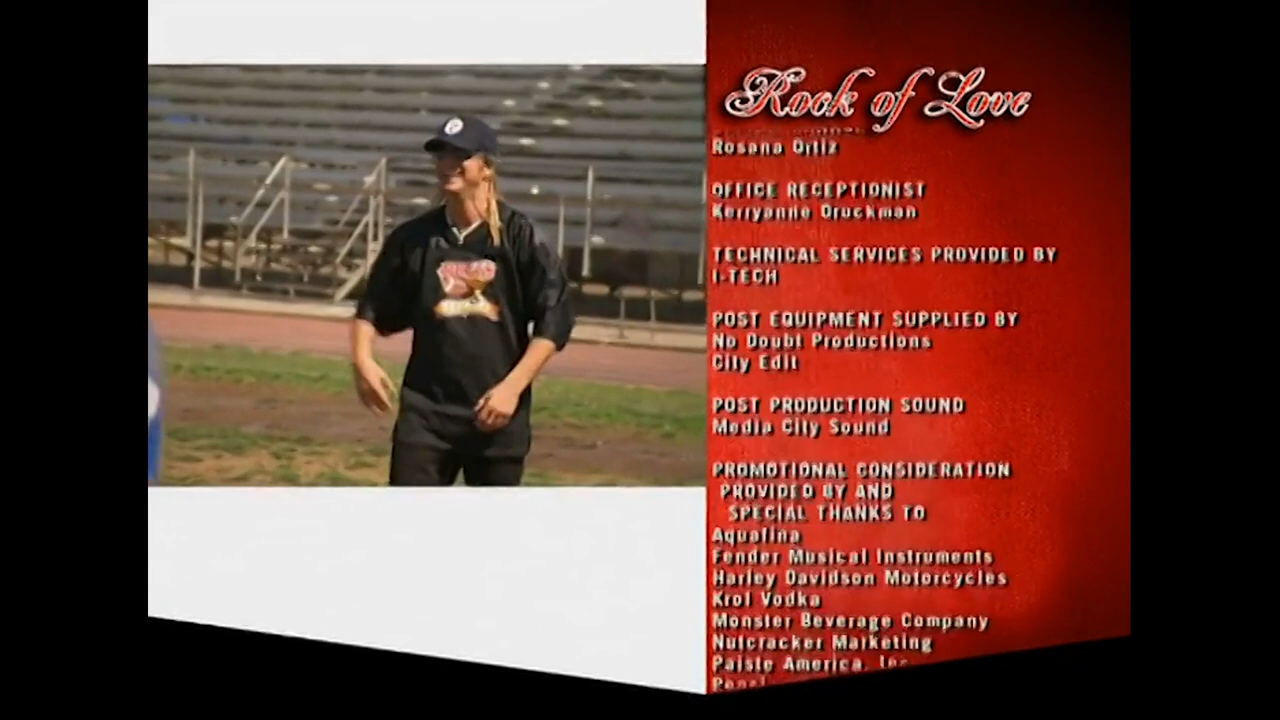 Rock of Love
Rosana Ortiz
OFFICE RECEPTIONIST
Kerryanne Druckman
TECHNICAL SERVICES PROVIDED BY
I-TECH
POST EQUIPMENT SUPPLIED BY
No Doubt Productions
City Edit
POST PRODUCTION SOUND
Media City Sound
PROMOTIONAL CONSIDERATION
PROVIDED BY AND
SPECIAL THANKS TO
Aquafina
Fender Musical Instruments
Harley Davidson Motorcycles
Krol Vodka
Monster Beverage Company
Nutcracker Marketing
Paiste America, Inc